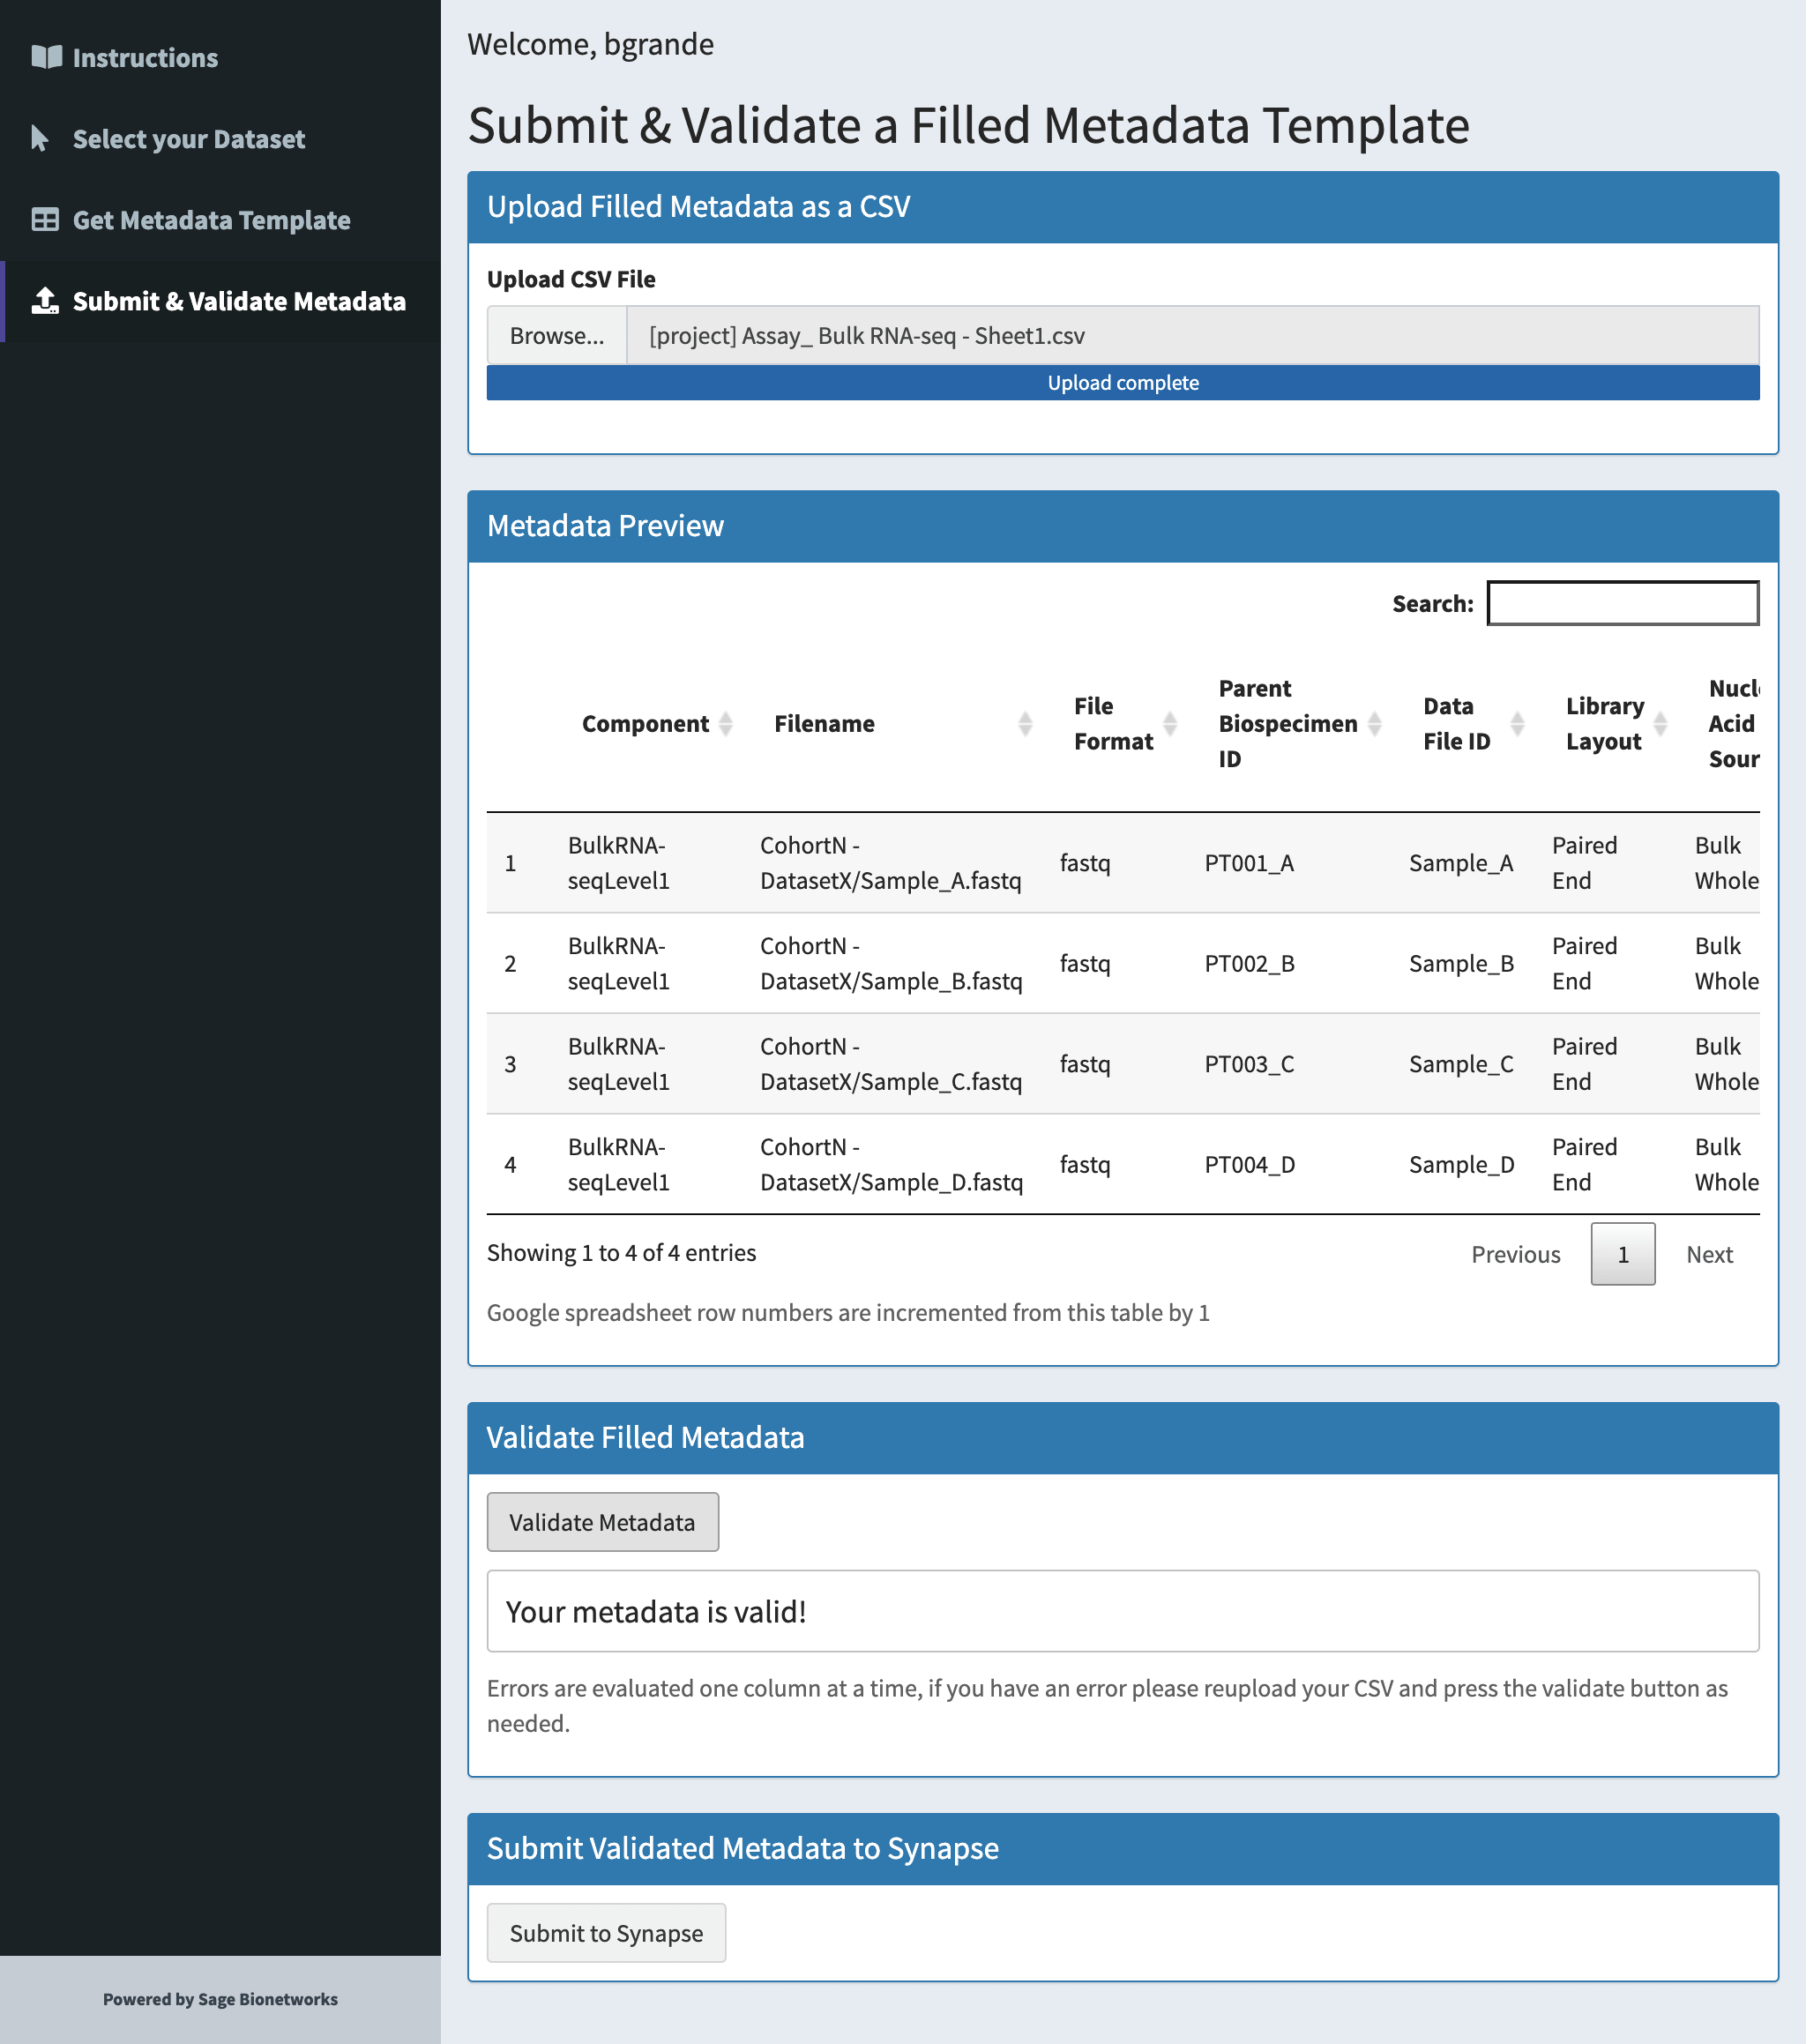 Instructions
Select your Dataset
Get Metadata Template
Submit & Validate Metadata
Powered by Sage Bionetworks
Welcome, bgrande
Submit & Validate a Filled Metadata Template
Upload Filled Metadata as a CSV
Upload CSV File
Browse... [project] Assay_ Bulk RNA-seq - Sheet1.csv
Upload complete
Metadata Preview
Search:
Component Filename File Format Parent Biospecimen ID Data File ID Library Layout Acid
1 BulkRNA-seqLevel1 CohortN - DatasetX/Sample_A.fastq fastq PT001_A Sample_A Paired End Bulk Whole
2 BulkRNA-seqLevel1 CohortN - DatasetX/Sample_B.fastq fastq PT002_B Sample_B Paired End Bulk Whole
3 BulkRNA-seqLevel1 CohortN - DatasetX/Sample_C.fastq fastq PT003_C Sample_C Paired End Bulk Whole
4 BulkRNA-seqLevel1 CohortN - DatasetX/Sample_D.fastq fastq PT004_D Sample_D Paired End Bulk Whole
Showing 1 to 4 of 4 entries
Previous 1 Next
Google spreadsheet row numbers are incremented from this table by 1
Validate Filled Metadata
Validate Metadata
Your metadata is valid!
Errors are evaluated one column at a time, if you have an error please reupload your CSV and press the validate button as
needed.
Submit Validated Metadata to Synapse
Submit to Synapse